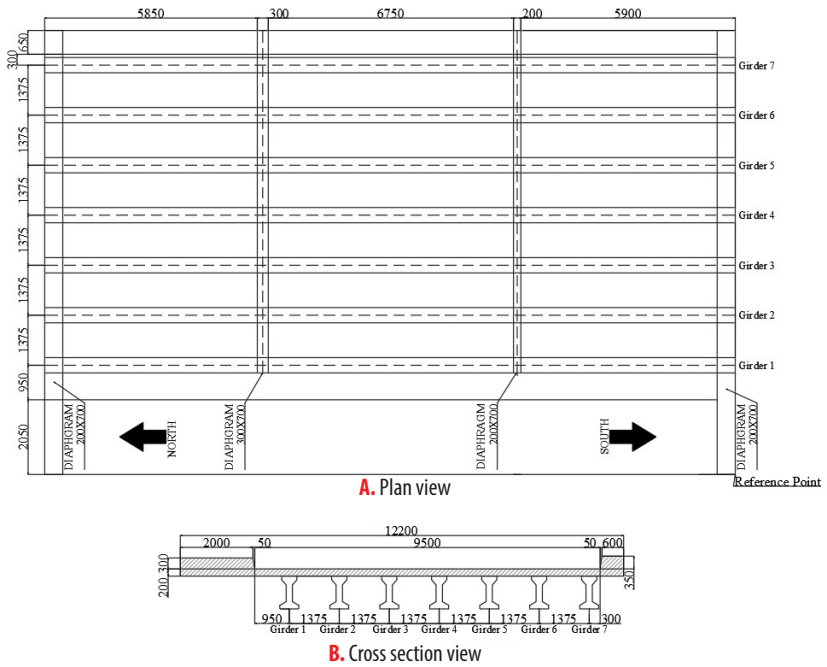 5850 300 6750 200 5900
650
300
1375
1375
1375
1375
1375
1375
950
2050
Girder 7
Girder 6
Girder 5
Girder 4
Girder 3
Girder 2
Girder 1
DIAPHGRAM
200X700
NORTH
DIAPHGRAM
300X700
DIAPHRAGM
200X700
SOUTH
DIAPHGRAM
200X700
Reference Point
A. Plan view
12200
2000 50 9500 50 600
300
200
350
950 1375 1375 1375 1375 1375 1375 300
Girder 1 Girder 2 Girder 3 Girder 4 Girder 5 Girder 6 Girder 7
B. Cross section view